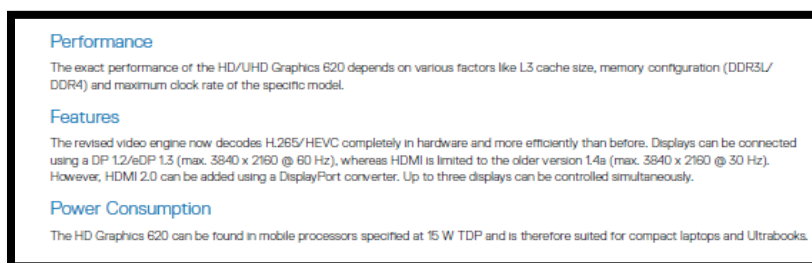 Performance
The exact performance of the HD/UHD Graphics 620 depends on various factors like L3 cache size, memory configuration (DDR3L/
DDR4) and maximum clock rate of the specific model.
Features
The revised video engine now decodes H.265/HEVC completely in hardware and more efficiently than before. Displays can be connected
using a DP 1.2/eDP 1.3 (max. 3840 x 2160 @ 60 Hz), whereas HDMI is limited to the older version 1.4a (max. 3840 x 2160 @ 30 Hz).
However, HDMI 2.0 can be added using a DisplayPort converter. Up to three displays can be controlled simultaneously.
Power Consumption
The HD Graphics 620 can be found in mobile processors specified at 15 W TDP and is therefore suited for compact laptops and Ultrabooks.